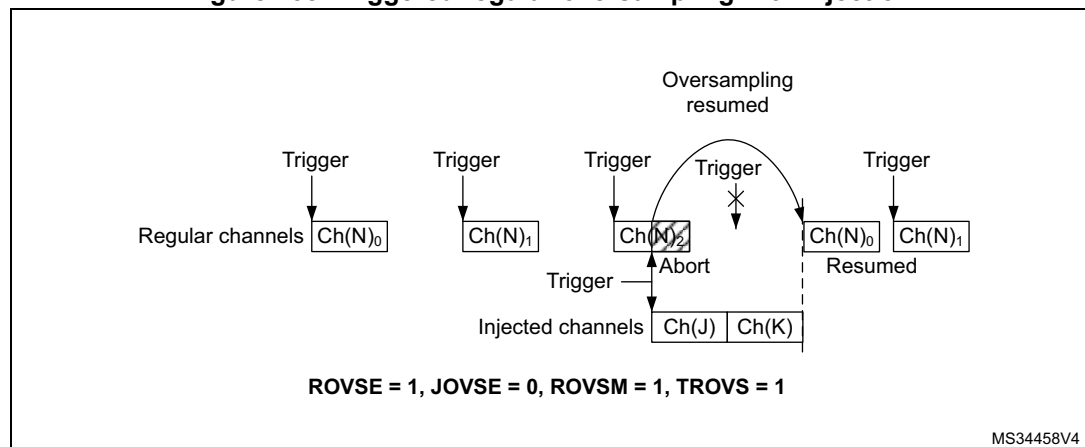 Oversampling
resumed
Trigger Trigger Trigger Trigger Trigger
Regular channels Ch(N)₀ Ch(N)₁ Ch(N)₂ Ch(N)₀ Ch(N)₁
Abort Resumed
Trigger
Injected channels Ch(J) Ch(K)
ROVSE = 1, JOVSE = 0, ROVSM = 1, TROVS = 1
MS34458V4